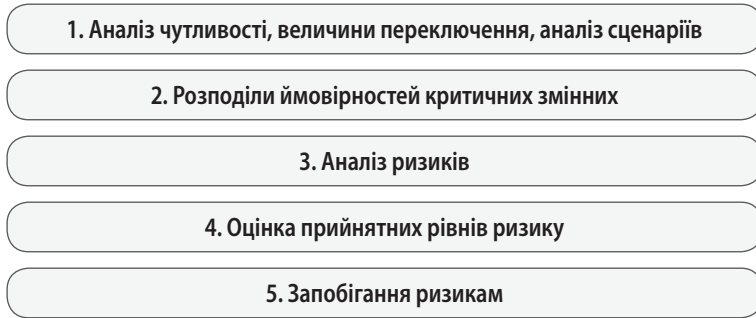 1. Аналіз чутливості, величини переключення, аналіз сценаріїв
2. Розподіли ймовірностей критичних змінних
3. Аналіз ризиків
4. Оцінка прийнятних рівнів ризику
5. Запобігання ризикам